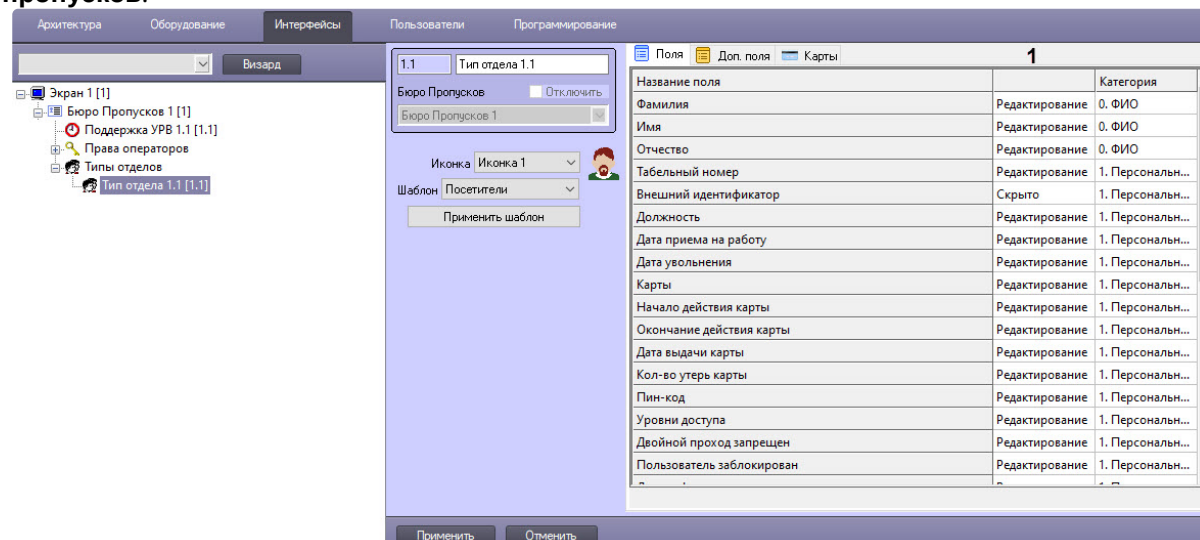 пропусков.
Архитектура Оборудование Интерфейсы Пользователи Программирование
Визард
Экран 1 [1]
Бюро Пропусков 1 [1]
Поддержка УРВ 1.1 [1.1]
Права операторов
Типы отделов
Тип отдела 1.1 [1.1]
1.1 Тип отдела 1.1
Бюро Пропусков Отключить
Бюро Пропусков 1
Иконка Иконка 1
Шаблон Посетители
Применить шаблон
Поля Доп. поля Карты 1
Название поля Категория
Фамилия Редактирование 0. ФИО
Имя Редактирование 0. ФИО
Отчество Редактирование 0. ФИО
Табельный номер Редактирование 1. Персональн...
Внешний идентификатор Скрыто 1. Персональн...
Должность Редактирование 1. Персональн...
Дата приема на работу Редактирование 1. Персональн...
Дата увольнения Редактирование 1. Персональн...
Карты Редактирование 1. Персональн...
Начало действия карты Редактирование 1. Персональн...
Окончание действия карты Редактирование 1. Персональн...
Дата выдачи карты Редактирование 1. Персональн...
Кол-во утерь карты Редактирование 1. Персональн...
Пин-код Редактирование 1. Персональн...
Уровни доступа Редактирование 1. Персональн...
Двойной проход запрещен Редактирование 1. Персональн...
Пользователь заблокирован Редактирование 1. Персональн...
Применить Отменить